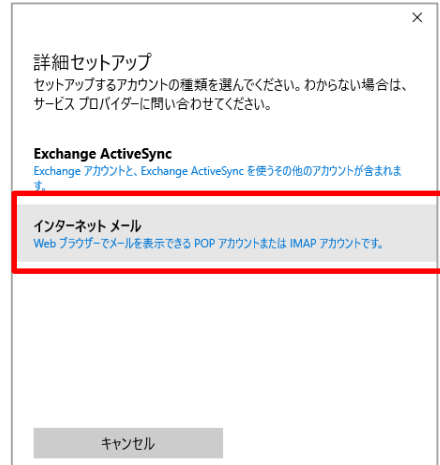 詳細セットアップ
セットアップするアカウントの種類を選んでください。わからない場合は、
サービス プロバイダーに問い合わせてください。
Exchange ActiveSync
Exchange アカウントと、Exchange ActiveSync を使うその他のアカウントが含まれま
す。
インターネット メール
Web ブラウザーでメールを表示できる POP アカウントまたは IMAP アカウントです。
キャンセル